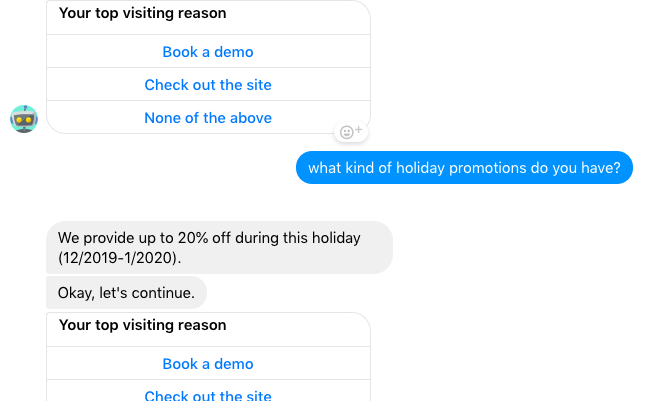 Your top visiting reason
Book a demo
Check out the site
None of the above
what kind of holiday promotions do you have?
We provide up to 20% off during this holiday
(12/2019-1/2020).
Okay, let's continue.
Your top visiting reason
Book a demo
Check out the site